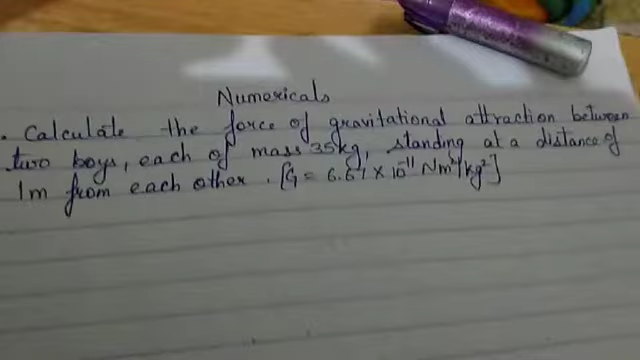 Numericals
. Calculate the force of gravitational attraction between
two boys, each of mass 35kg, standing at a distance of
1m from each other. [G = 6.67 × 10⁻¹¹ Nm²/kg²]